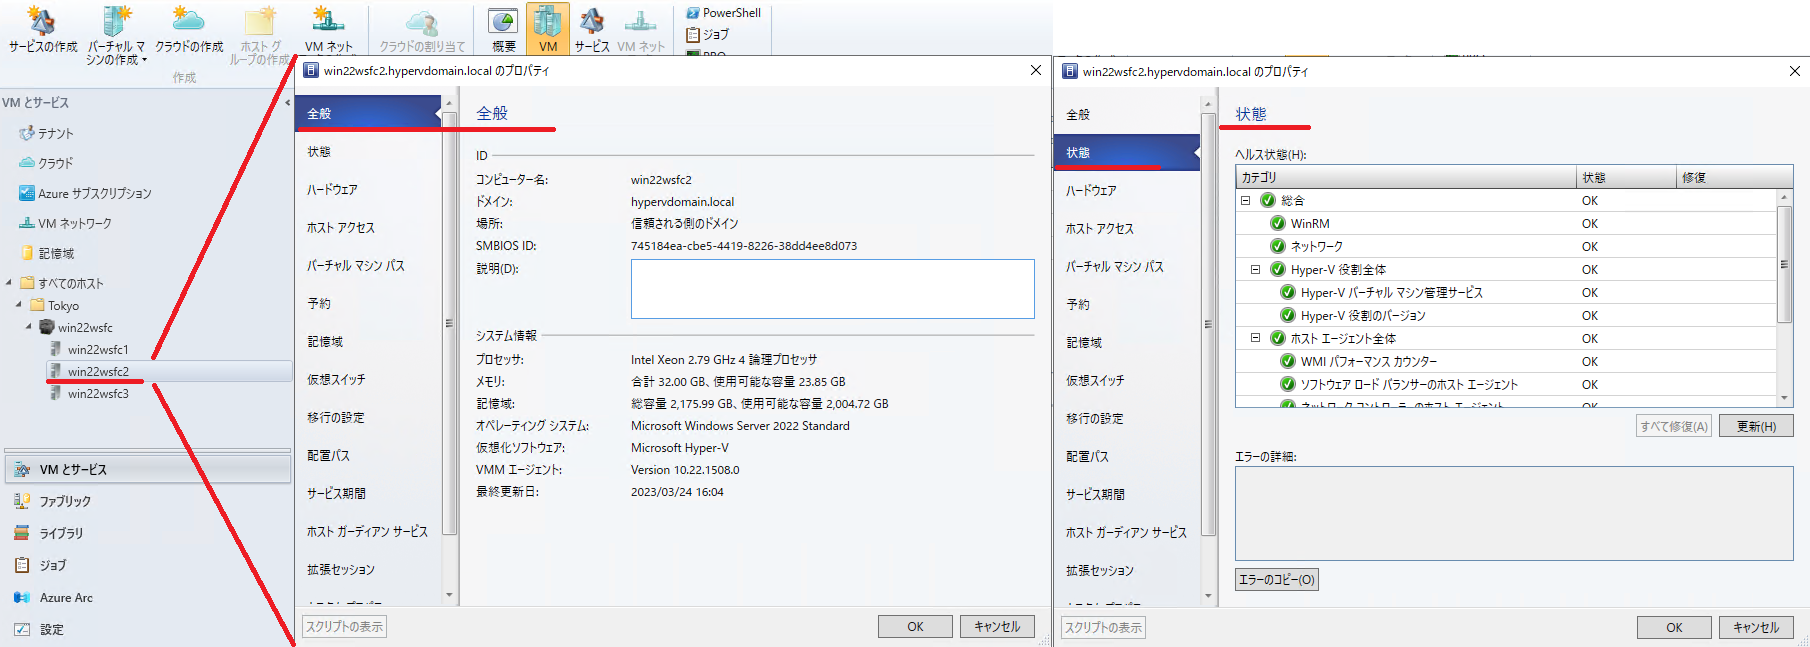 サービスの作成
バーチャル マ
シンの作成
クラウドの作成
ホスト グ
ループの作成
VM ネット
作成
クラウドの割り当て
概要
VM
サービス
VM ネット
PowerShell
ジョブ
PRO
VM とサービス
テナント
クラウド
Azure サブスクリプション
VM ネットワーク
記憶域
すべてのホスト
Tokyo
win22wsfc
win22wsfc1
win22wsfc2
win22wsfc3
VM とサービス
ファブリック
ライブラリ
ジョブ
Azure Arc
設定
win22wsfc2.hypervdomain.local のプロパティ
全般
状態
ハードウェア
ホスト アクセス
バーチャル マシン パス
予約
記憶域
仮想スイッチ
移行の設定
配置パス
サービス期間
ホスト ガーディアン サービス
拡張セッション
全般
ID
コンピューター名: win22wsfc2
ドメイン: hypervdomain.local
場所: 信頼される側のドメイン
SMBIOS ID: 745184ea-cbe5-4419-8226-38dd4ee8d073
説明(D):
システム情報
プロセッサ: Intel Xeon 2.79 GHz 4 論理プロセッサ
メモリ: 合計 32.00 GB、使用可能な容量 23.85 GB
記憶域: 総容量 2,175.99 GB、使用可能な容量 2,004.72 GB
オペレーティング システム: Microsoft Windows Server 2022 Standard
仮想化ソフトウェア: Microsoft Hyper-V
VMM エージェント: Version 10.22.1508.0
最終更新日: 2023/03/24 16:04
スクリプトの表示
OK
キャンセル
win22wsfc2.hypervdomain.local のプロパティ
全般
状態
ハードウェア
ホスト アクセス
バーチャル マシン パス
予約
記憶域
仮想スイッチ
移行の設定
配置パス
サービス期間
ホスト ガーディアン サービス
拡張セッション
状態
ヘルス状態(H):
カテゴリ 状態 修復
総合 OK
WinRM OK
ネットワーク OK
Hyper-V 役割全体 OK
Hyper-V バーチャル マシン管理サービス OK
Hyper-V 役割のバージョン OK
ホスト エージェント全体 OK
WMI パフォーマンス カウンター OK
ソフトウェア ロード バランサーのホスト エージェント OK
ネットワーク コントローラーのホスト エージェント OK
すべて修復(A)
更新(H)
エラーの詳細:
エラーのコピー(O)
スクリプトの表示
OK
キャンセル